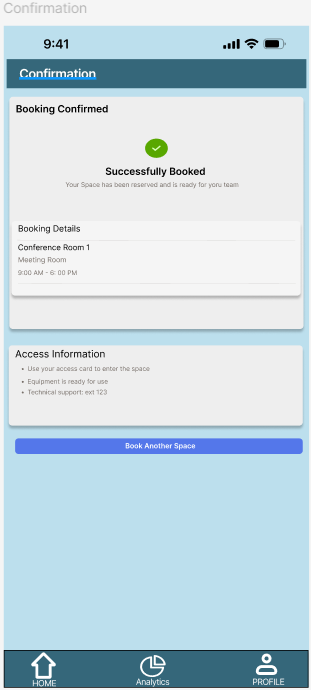 Confirmation
9:41
Confirmation
Booking Confirmed
Successfully Booked
Your Space has been reserved and is ready for yoru team
Booking Details
Conference Room 1
Meeting Room
9:00 AM - 6: 00 PM
Access Information
• Use your access card to enter the space
• Equipment is ready for use
• Technical support: ext 123
Book Another Space
HOME
Analytics
PROFILE